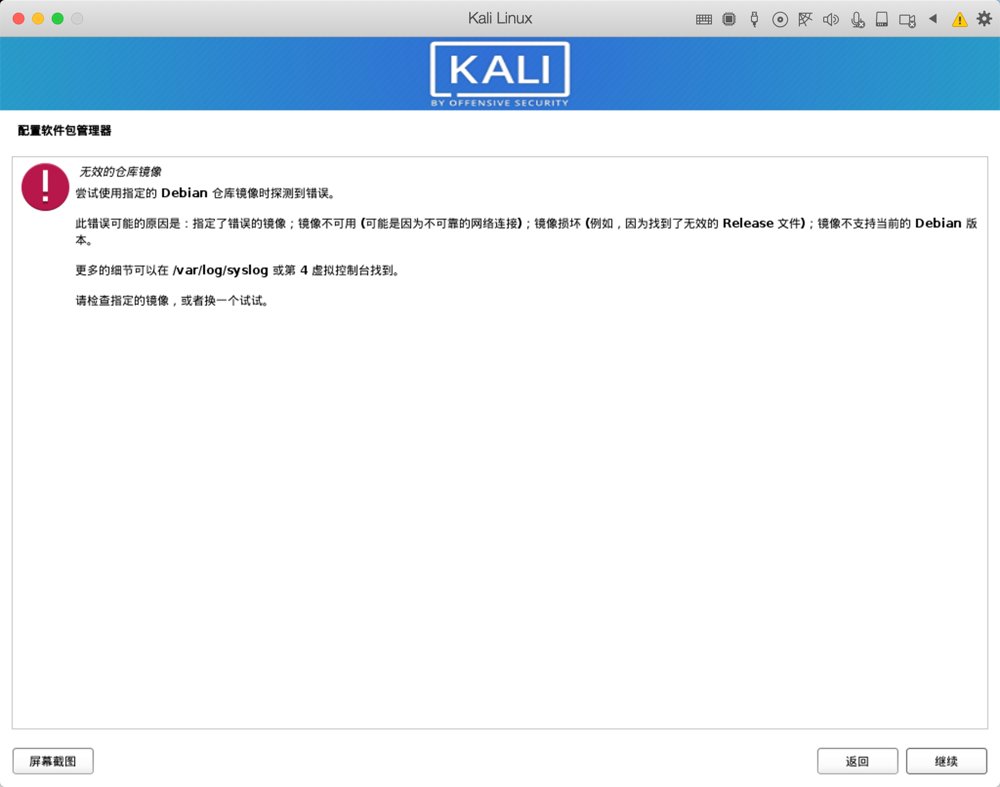 Kali Linux
KALI
BY OFFENSIVE SECURITY
配置软件包管理器
无效的仓库镜像
尝试使用指定的 Debian 仓库镜像时探测到错误。
此错误可能的原因是：指定了错误的镜像；镜像不可用 (可能是因为不可靠的网络连接)；镜像损坏 (例如，因为找到了无效的 Release 文件)；镜像不支持当前的 Debian 版
本。
更多的细节可以在 /var/log/syslog 或第 4 虚拟控制台找到。
请检查指定的镜像，或者换一个试试。
屏幕截图
返回
继续